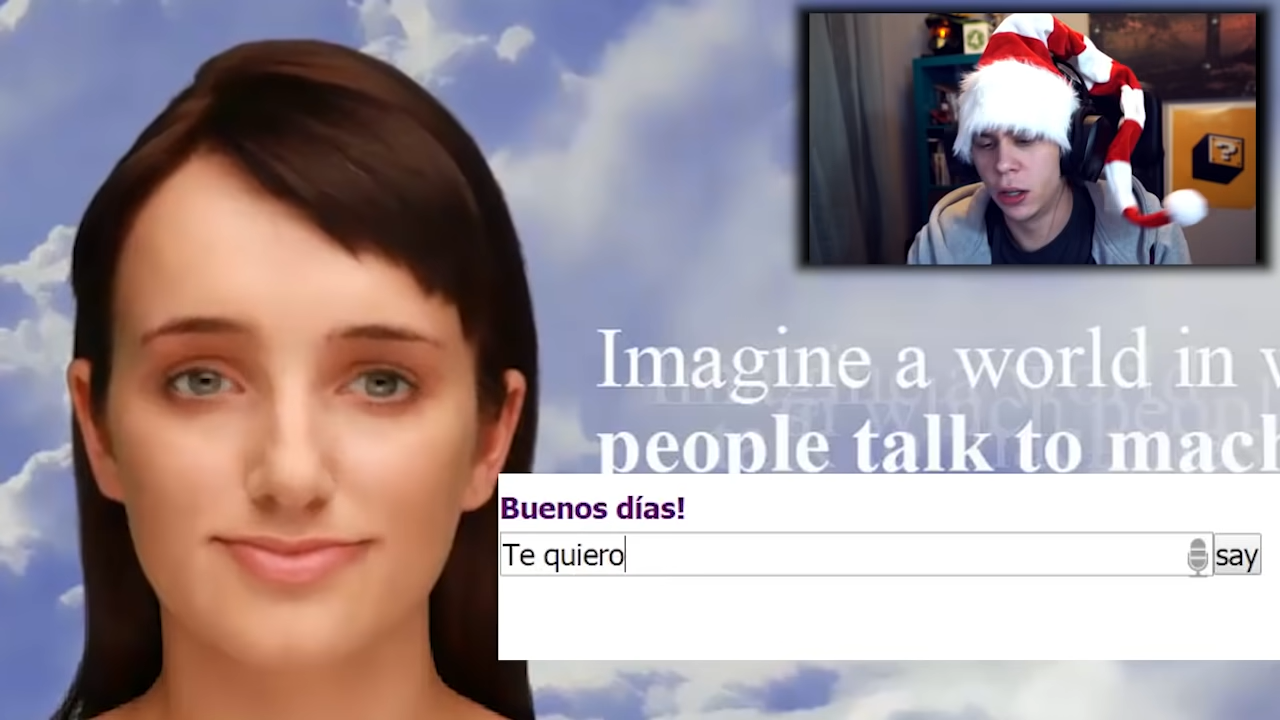 Imagine a world in
people talk to mach
Buenos días!
Te quiero
say
?